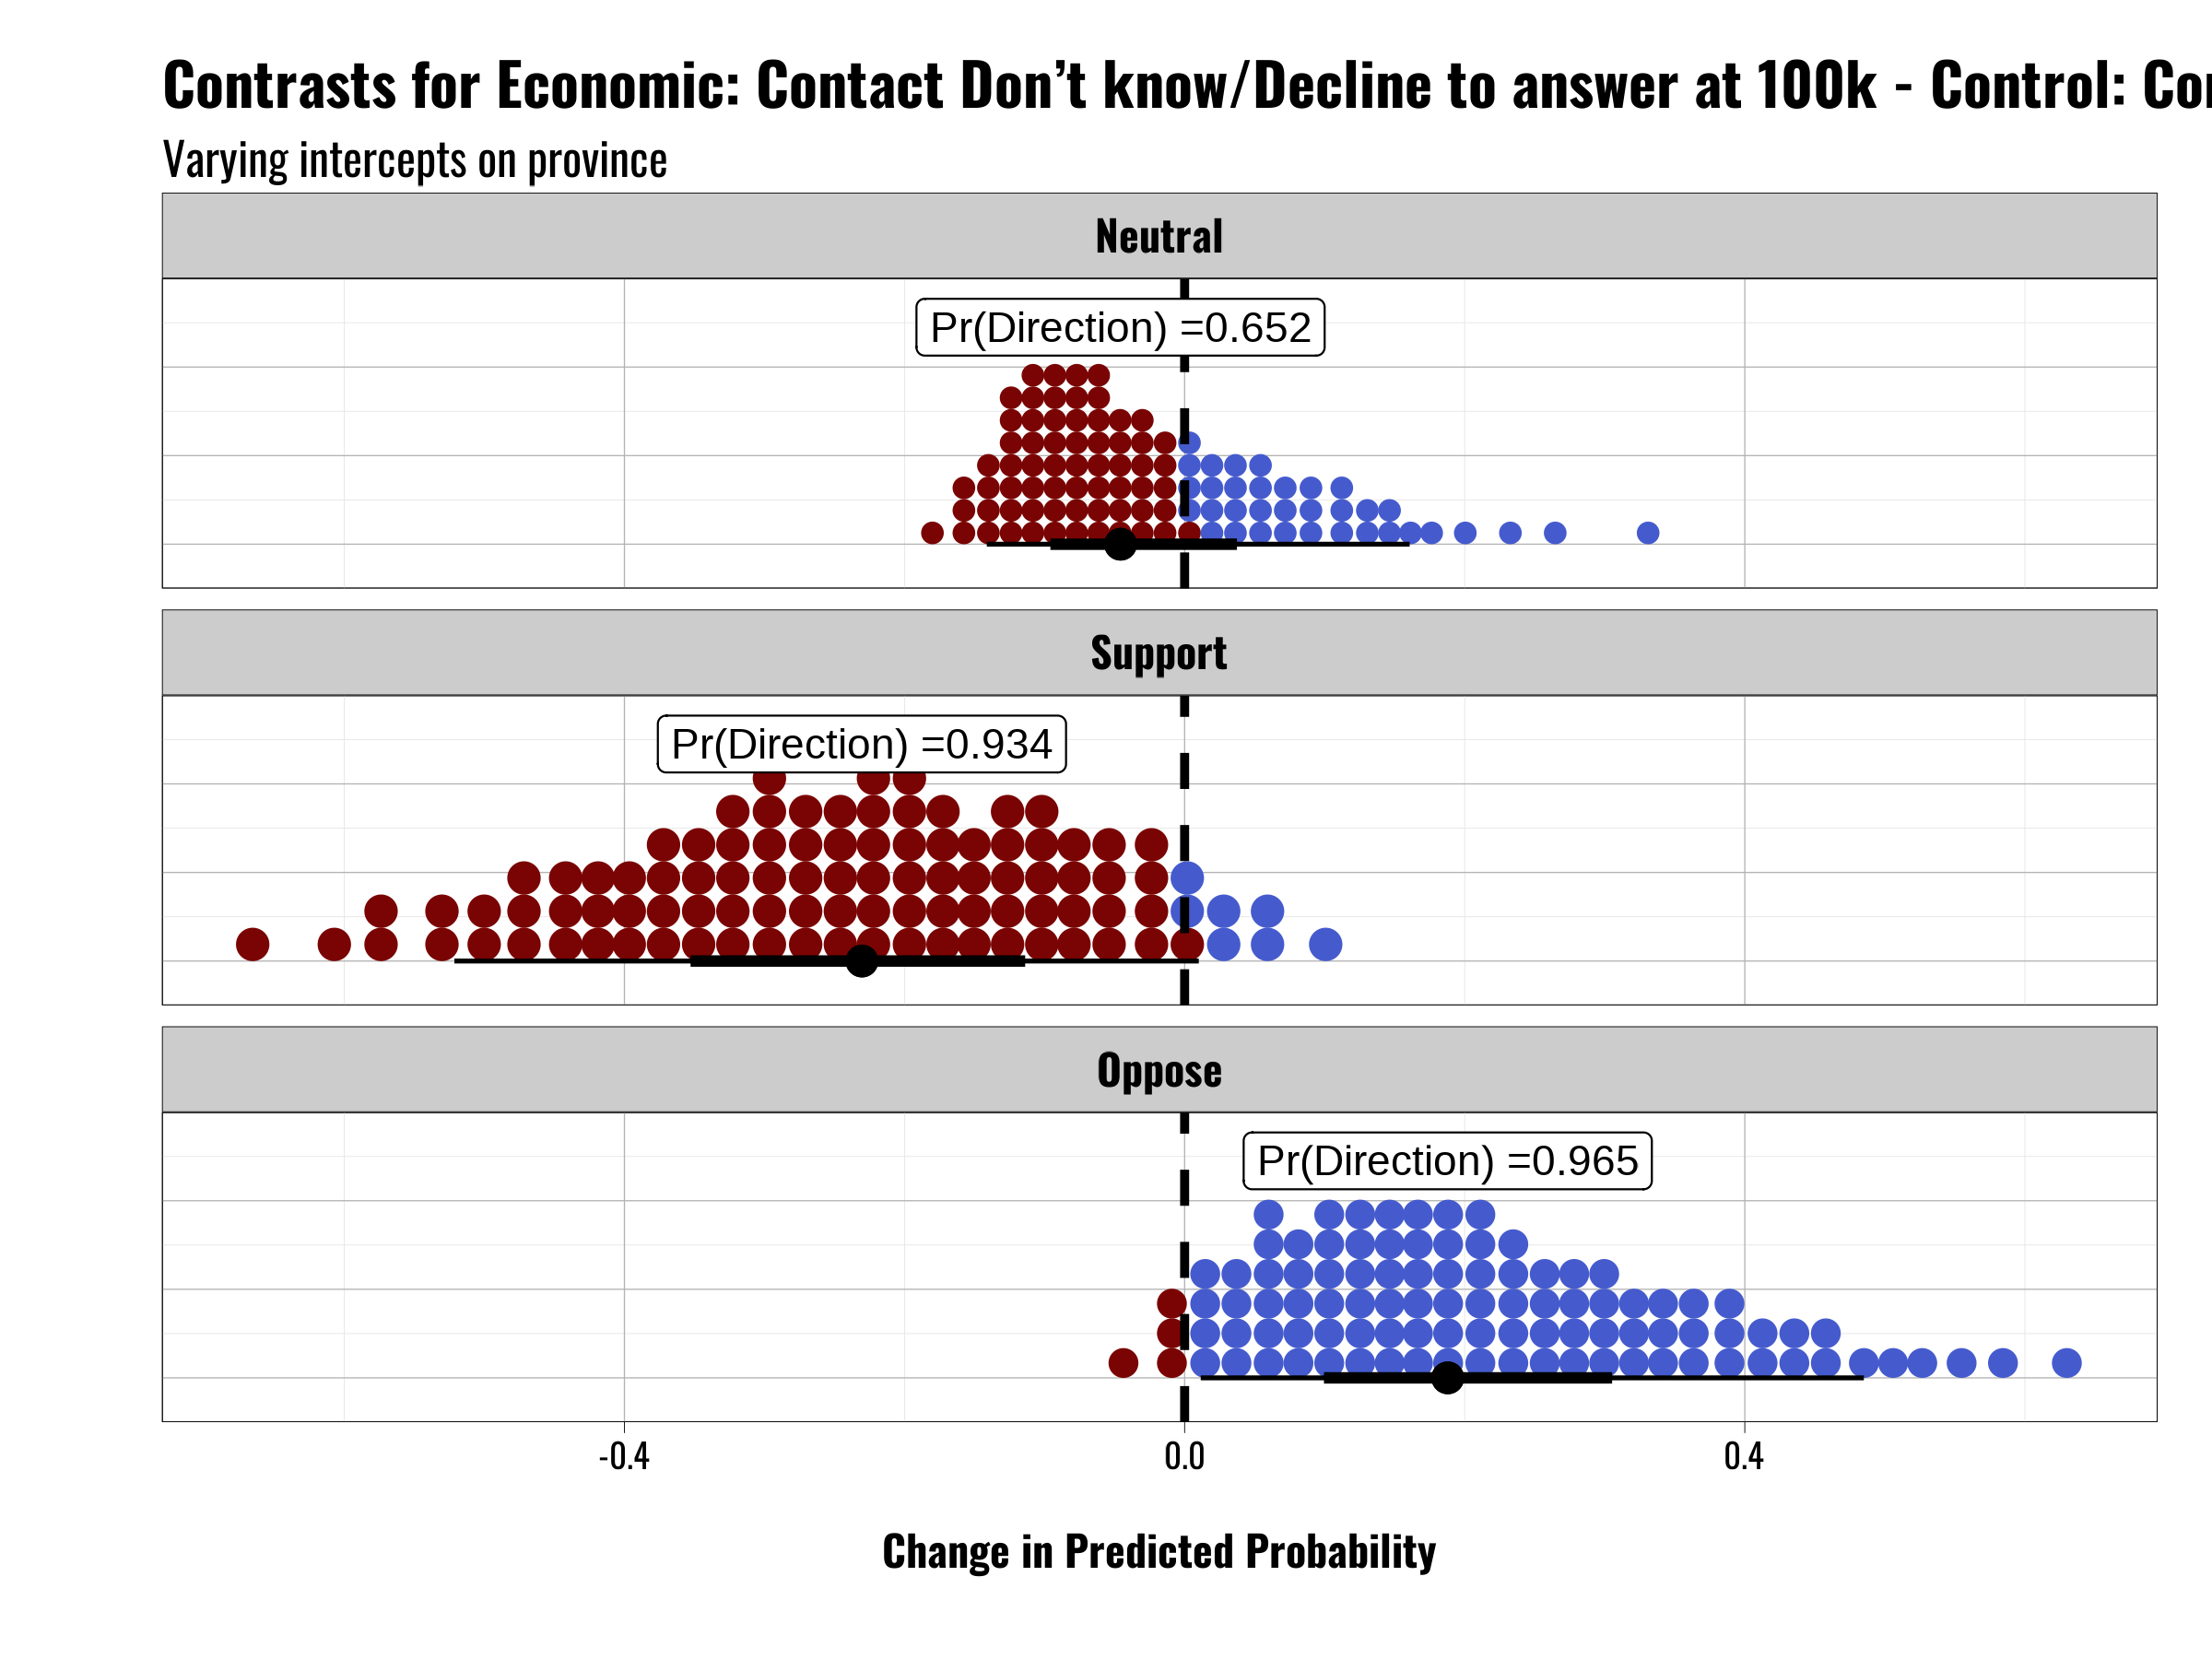 Contrasts for Economic: Contact Don’t know/Decline to answer at 100k - Control:
Varying intercepts on province
Neutral
Pr(Direction) =0.652
Support
Pr(Direction) =0.934
Oppose
Pr(Direction) =0.965
-0.4 0.0 0.4
Change in Predicted Probability